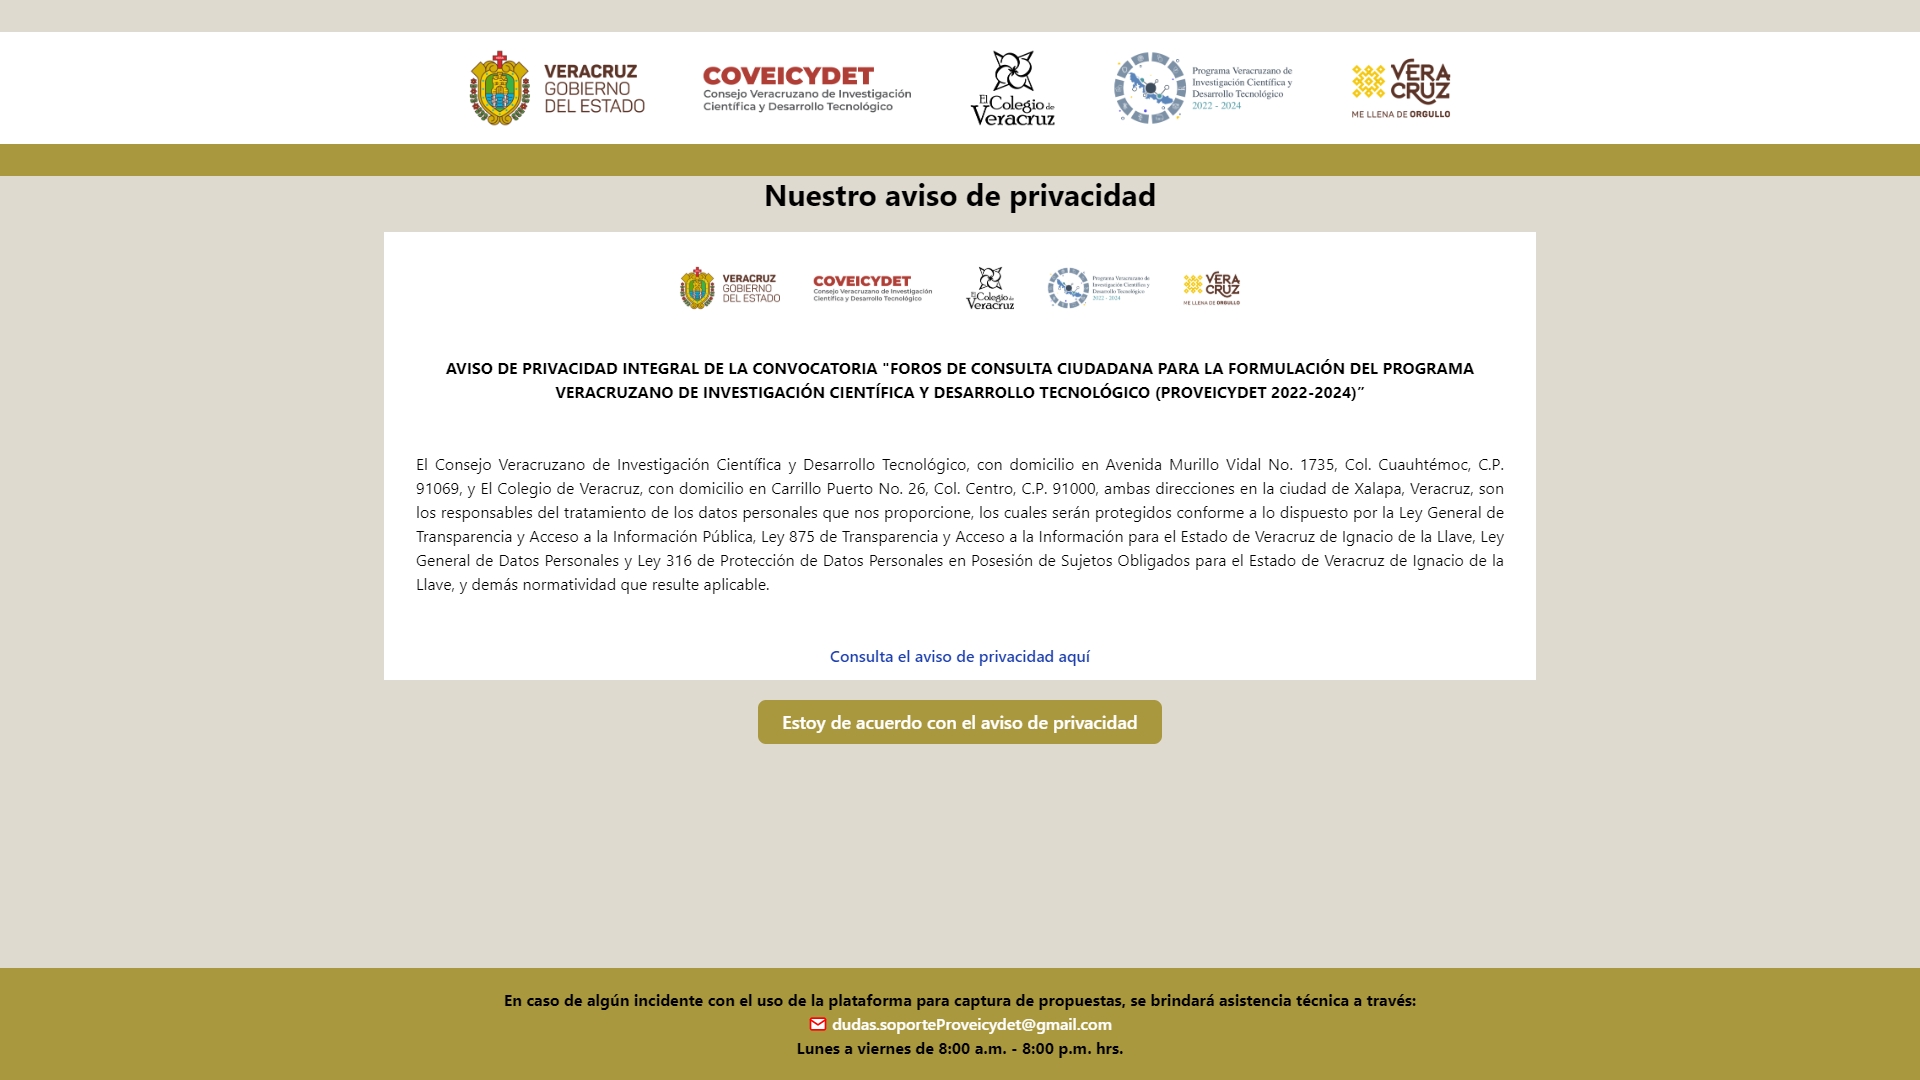 VERACRUZ
GOBIERNO
DEL ESTADO
COVEICYDET
Consejo Veracruzano de Investigación
Científica y Desarrollo Tecnológico
El Colegio de
Veracruz
Programa Veracruzano de
Investigación Científica y
Desarrollo Tecnológico
2022 - 2024
VERA
CRUZ
ME LLENA DE ORGULLO
Nuestro aviso de privacidad
VERACRUZ
GOBIERNO
DEL ESTADO
COVEICYDET
Consejo Veracruzano de Investigación
Científica y Desarrollo Tecnológico
El Colegio de
Veracruz
Programa Veracruzano de
Investigación Científica y
Desarrollo Tecnológico
2022 - 2024
VERA
CRUZ
ME LLENA DE ORGULLO
AVISO DE PRIVACIDAD INTEGRAL DE LA CONVOCATORIA "FOROS DE CONSULTA CIUDADANA PARA LA FORMULACIÓN DEL PROGRAMA
VERACRUZANO DE INVESTIGACIÓN CIENTÍFICA Y DESARROLLO TECNOLÓGICO (PROVEICYDET 2022-2024)”
El Consejo Veracruzano de Investigación Científica y Desarrollo Tecnológico, con domicilio en Avenida Murillo Vidal No. 1735, Col. Cuauhtémoc, C.P.
91069, y El Colegio de Veracruz, con domicilio en Carrillo Puerto No. 26, Col. Centro, C.P. 91000, ambas direcciones en la ciudad de Xalapa, Veracruz, son
los responsables del tratamiento de los datos personales que nos proporcione, los cuales serán protegidos conforme a lo dispuesto por la Ley General de
Transparencia y Acceso a la Información Pública, Ley 875 de Transparencia y Acceso a la Información para el Estado de Veracruz de Ignacio de la Llave, Ley
General de Datos Personales y Ley 316 de Protección de Datos Personales en Posesión de Sujetos Obligados para el Estado de Veracruz de Ignacio de la
Llave, y demás normatividad que resulte aplicable.
Consulta el aviso de privacidad aquí
Estoy de acuerdo con el aviso de privacidad
En caso de algún incidente con el uso de la plataforma para captura de propuestas, se brindará asistencia técnica a través:
dudas.soporteProveicydet@gmail.com
Lunes a viernes de 8:00 a.m. - 8:00 p.m. hrs.